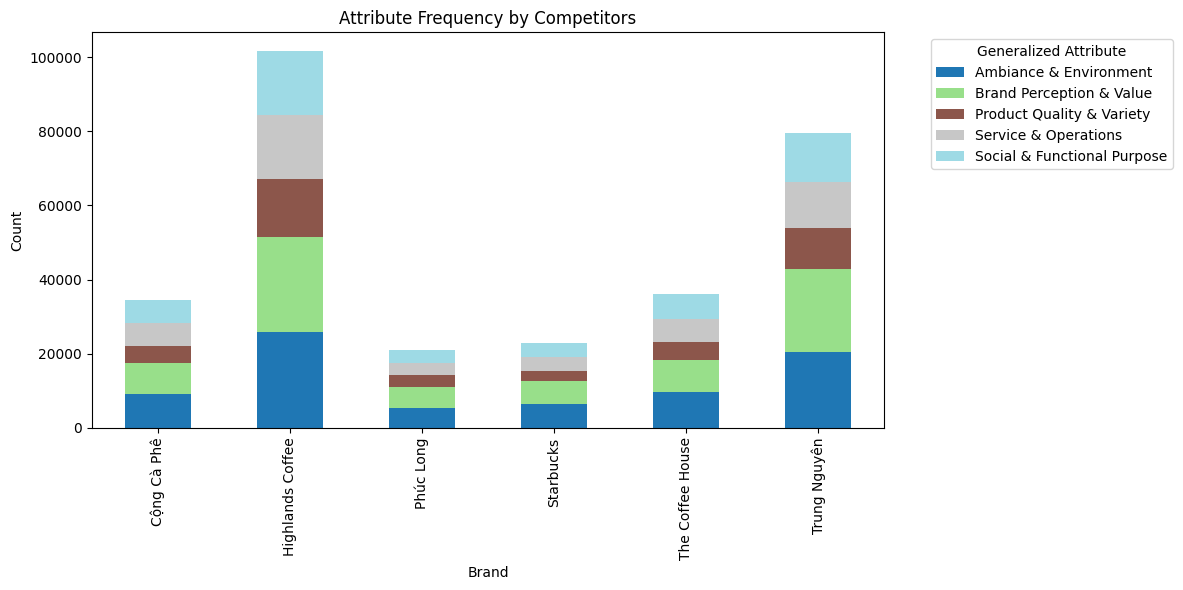 Attribute Frequency by Competitors
Generalized Attribute
Ambiance & Environment
Brand Perception & Value
Product Quality & Variety
Service & Operations
Social & Functional Purpose
Count
100000
80000
60000
40000
20000
0
Cộng Cà Phê
Highlands Coffee
Phúc Long
Starbucks
The Coffee House
Trung Nguyên
Brand